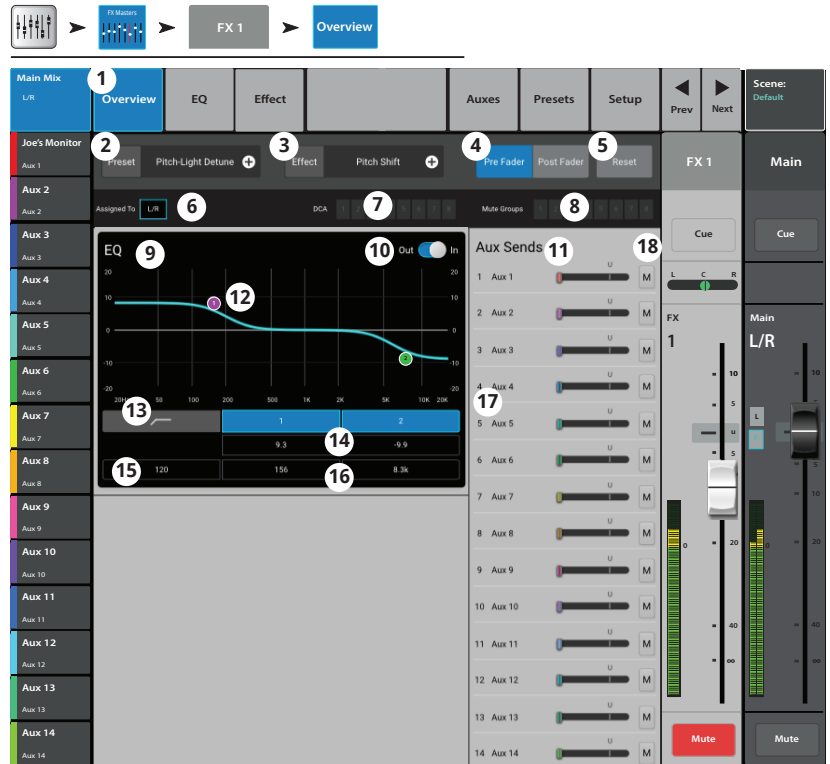 FX Masters
FX 1
Overview
Main Mix
L/R
1
Overview
EQ
Effect
Auxes
Presets
Setup
Prev
Next
Scene:
Default
Joe's Monitor
Aux 1
Aux 2
Aux 2
Aux 3
Aux 3
Aux 4
Aux 4
Aux 5
Aux 5
Aux 6
Aux 6
Aux 7
Aux 7
Aux 8
Aux 8
Aux 9
Aux 9
Aux 10
Aux 10
Aux 11
Aux 11
Aux 12
Aux 12
Aux 13
Aux 13
Aux 14
Aux 14
2
Preset
Pitch-Light Detune
3
Effect
Pitch Shift
4
Pre Fader
Post Fader
5
Reset
Assigned To
L/R
6
DCA
7
Mute Groups
8
EQ
9
10
Out
In
20
10
0
-10
-20
20
10
0
-10
-20
12
1
20Hz 50 100 200 500 1K 2K 5K 10K 20K
13
1
2
9.3
14
-9.9
15
120
156
16
8.3k
Aux Sends
11
18
1 Aux 1 U M
2 Aux 2 U M
3 Aux 3 U M
4 Aux 4 U M
17
5 Aux 5 U M
6 Aux 6 U M
7 Aux 7 U M
8 Aux 8 U M
9 Aux 9 U M
10 Aux 10 U M
11 Aux 11 U M
12 Aux 12 U M
13 Aux 13 U M
14 Aux 14 U M
FX 1
Cue
L C R
FX
1
10
5
U
5
10
20
40
∞
0
Mute
Main
Cue
Main
L/R
L
10
5
10
20
40
∞
0
Mute